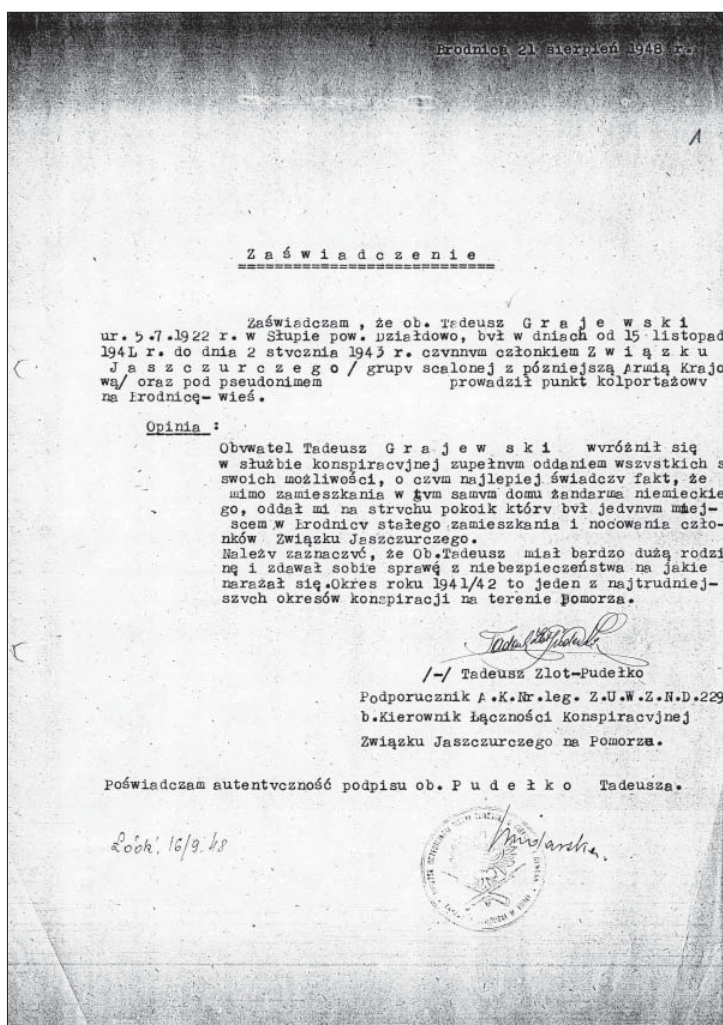 Brodnica 21 sierpień 1948 r.
1
Z a ś w i a d c z e n i e
Zaświadczam , że ob. Tadeusz G r a j e w s k i
ur. 5.7.1922 r. w Słupie pow. Działdowo, był w dniach od 15 listopad
194L r. do dnia 2 stycznia 1943 r. czynnym członkiem Z w i ą z k u
J a s z c z u r c z e g o / grupy scalonej z późniejszą Armią Krajo
wą/ oraz pod pseudonimem prowadził punkt kolportażowy
na Brodnicę- wieś.
Opinia :
Obywatel Tadeusz G r a j e w s k i wyróżnił się
w służbie konspiracyjnej zupełnym oddaniem wszystkich s
swoich możliwości, o czym najlepiej świadczy fakt, że
mimo zamieszkania w tym samym domu żandarma niemieckie
go, oddał mi na strychu pokoik który był jedynym miej-
scem w Brodnicy stałego zamieszkania i nocowania czło-
nków Związku Jaszczurczego.
Należy zaznaczyć, że Ob.Tadeusz miał bardzo dużą rodzi
nę i zdawał sobie sprawę z niebezpieczeństwa na jakie
narażał się.Okres roku 1941/42 to jeden z najtrudniej-
szych okresów konspiracji na terenie Pomorza.
/-/ Tadeusz Zlot-Pudełko
Podporucznik A.K.Nr.leg. Z.U.W.Z.N.D.229
b.Kierownik Łączności Konspiracyjnej
Związku Jaszczurczego na Pomorzu.
Poświadczam autentyczność podpisu ob. P u d e ł k o Tadeusza.
16/9.48